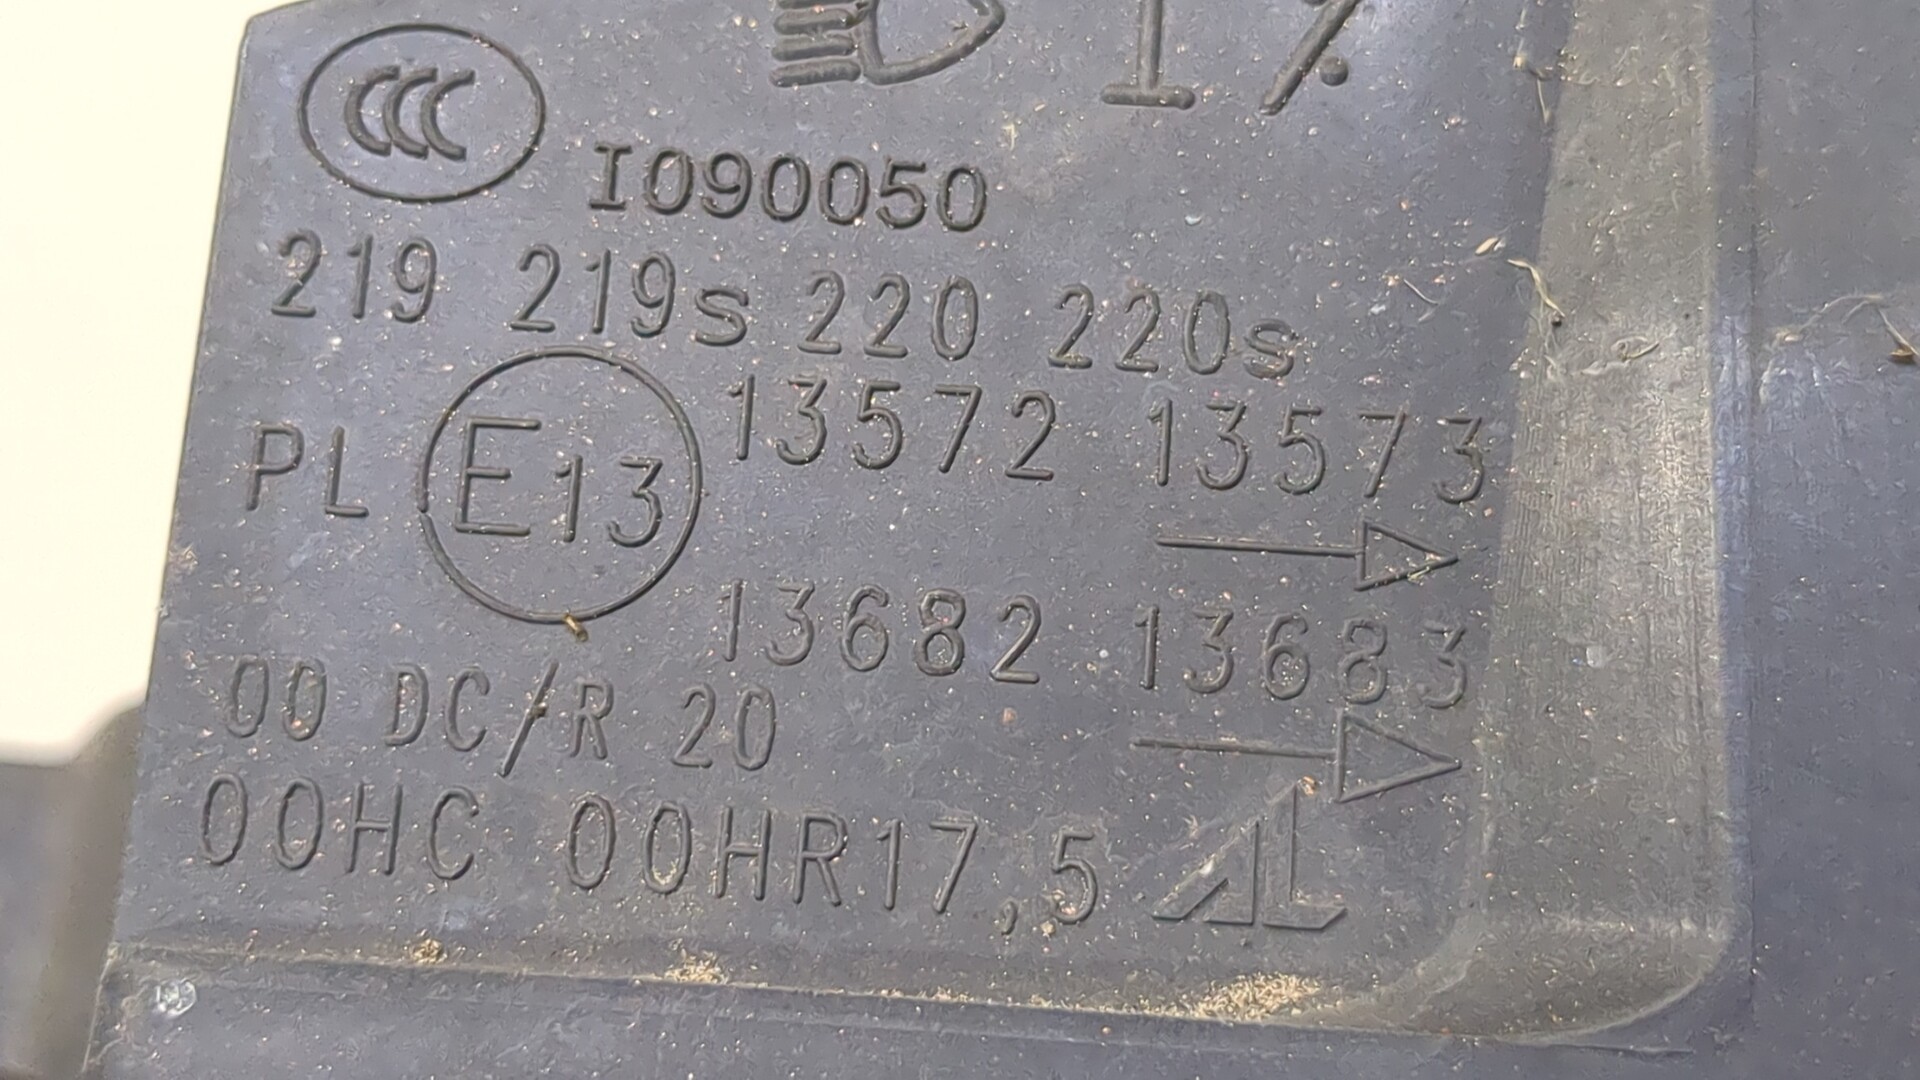 1%
CCC
I090050
219 219s 220 220s
PL E13 13572 13573
13682 13683
00 DC/R 20
00HC 00HR17,5 AL